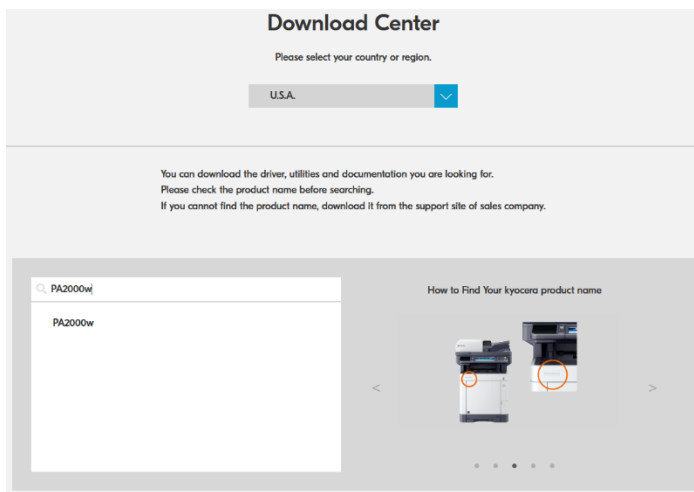 Download Center
Please select your country or region.
U.S.A.
You can download the driver, utilities and documentation you are looking for.
Please check the product name before searching.
If you cannot find the product name, download it from the support site of sales company.
PA2000w
PA2000w
How to Find Your kyocera product name
<
>